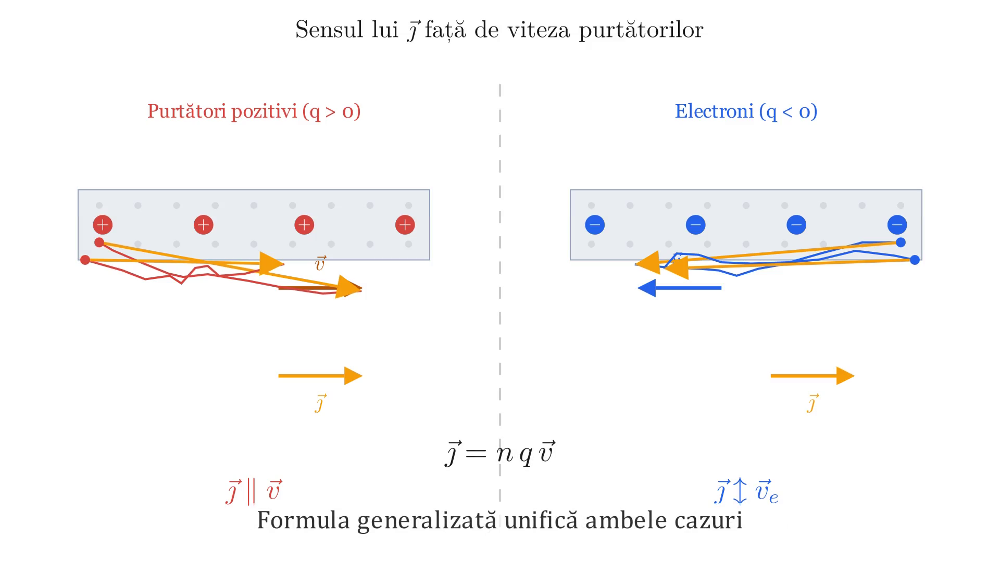 Sensul lui j⃗ față de viteza purtătorilor
Purtători pozitivi (q > 0)
Electroni (q < 0)
+ + + +
− − − −
v⃗
j⃗
j⃗
j⃗ = n q v⃗
j⃗ ∥ v⃗
j⃗ ↕ v⃗ₑ
Formula generalizată unifică ambele cazuri